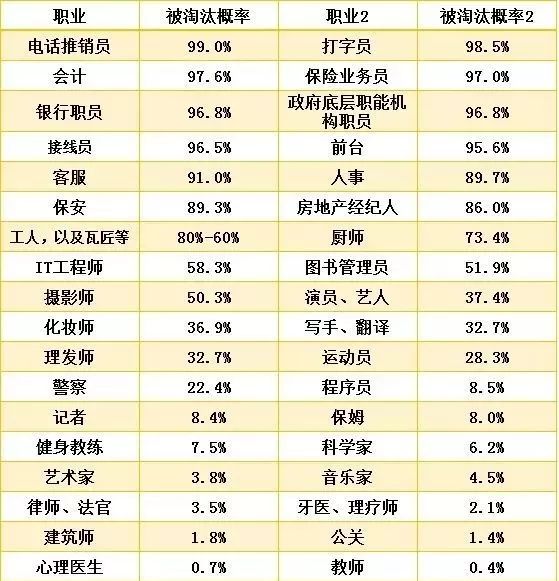 职业 被淘汰概率 职业2 被淘汰概率2
电话推销员 99.0% 打字员 98.5%
会计 97.6% 保险业务员 97.0%
银行职员 96.8% 政府底层职能机
构职员 96.8%
接线员 96.5% 前台 95.6%
客服 91.0% 人事 89.7%
保安 89.3% 房地产经纪人 86.0%
工人，以及瓦匠等 80%-60% 厨师 73.4%
IT工程师 58.3% 图书管理员 51.9%
摄影师 50.3% 演员、艺人 37.4%
化妆师 36.9% 写手、翻译 32.7%
理发师 32.7% 运动员 28.3%
警察 22.4% 程序员 8.5%
记者 8.4% 保姆 8.0%
健身教练 7.5% 科学家 6.2%
艺术家 3.8% 音乐家 4.5%
律师、法官 3.5% 牙医、理疗师 2.1%
建筑师 1.8% 公关 1.4%
心理医生 0.7% 教师 0.4%